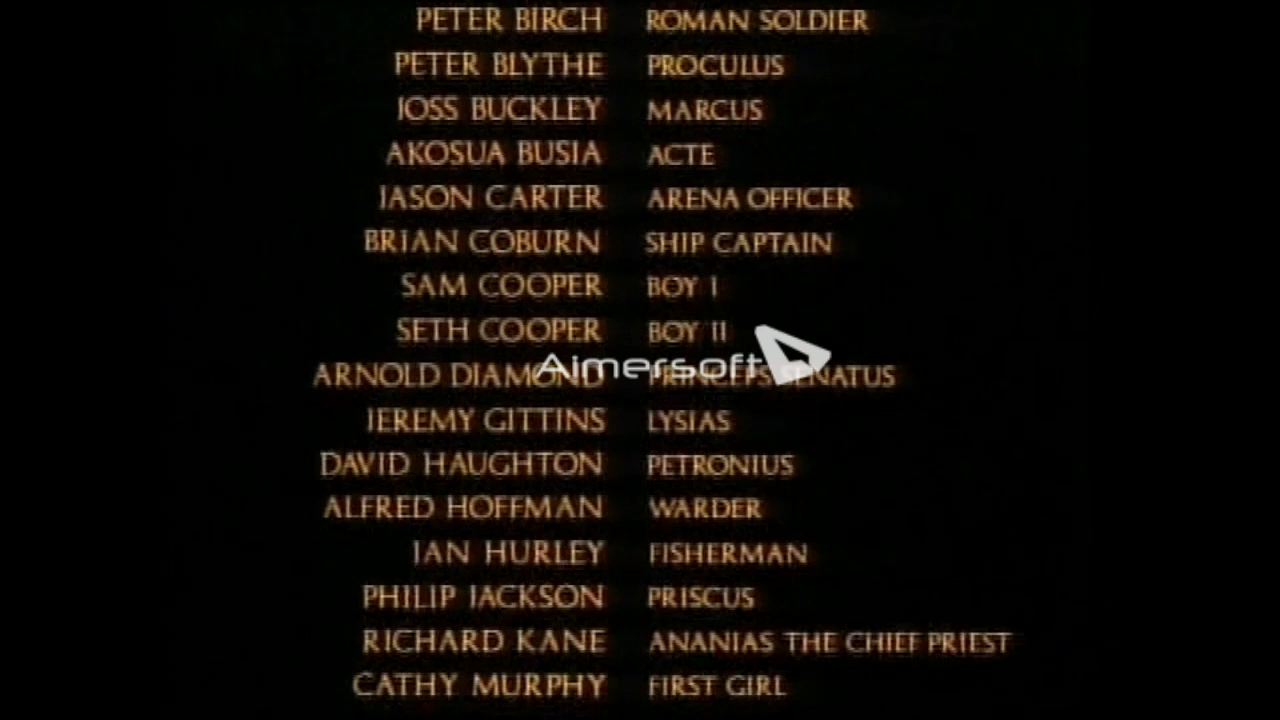 PETER BIRCH ROMAN SOLDIER
PETER BLYTHE PROCULUS
JOSS BUCKLEY MARCUS
AKOSUA BUSIA ACTE
JASON CARTER ARENA OFFICER
BRIAN COBURN SHIP CAPTAIN
SAM COOPER BOY I
SETH COOPER BOY II
Aimersoft
ARNOLD DIAMOND PRINCEPS SENATUS
JEREMY GITTINS LYSIAS
DAVID HAUGHTON PETRONIUS
ALFRED HOFFMAN WARDER
IAN HURLEY FISHERMAN
PHILIP JACKSON PRISCUS
RICHARD KANE ANANIAS THE CHIEF PRIEST
CATHY MURPHY FIRST GIRL